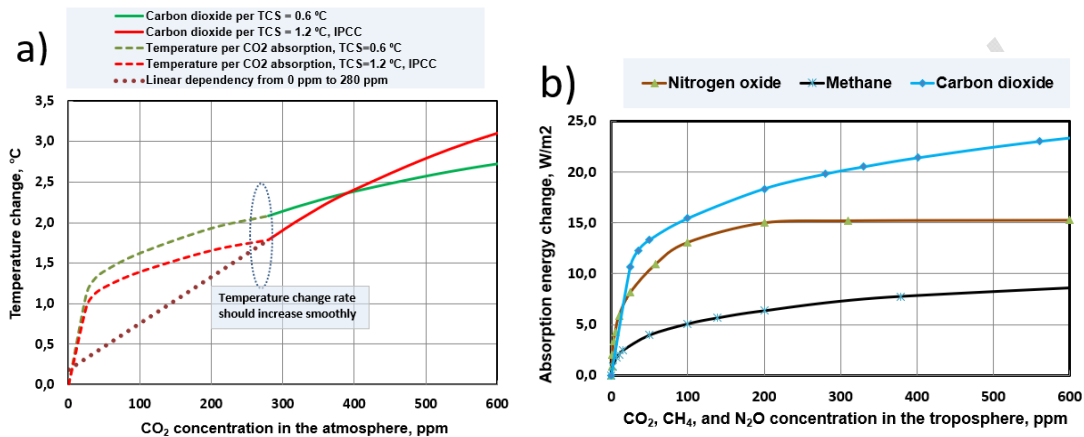 a)
Carbon dioxide per TCS = 0.6 ºC
Carbon dioxide per TCS = 1.2 ºC, IPCC
Temperature per CO2 absorption, TCS=0.6 ºC
Temperature per CO2 absorption, TCS=1.2 ºC, IPCC
Linear dependency from 0 ppm to 280 ppm
Temperature change, °C
3,5
3,0
2,5
2,0
1,5
1,0
0,5
0,0
Temperature change rate
should increase smoothly
0 100 200 300 400 500 600
CO₂ concentration in the atmosphere, ppm
b)
Nitrogen oxide Methane Carbon dioxide
Absorption energy change, W/m2
25,0
20,0
15,0
10,0
5,0
0,0
0 100 200 300 400 500 600
CO₂, CH₄, and N₂O concentration in the troposphere, ppm